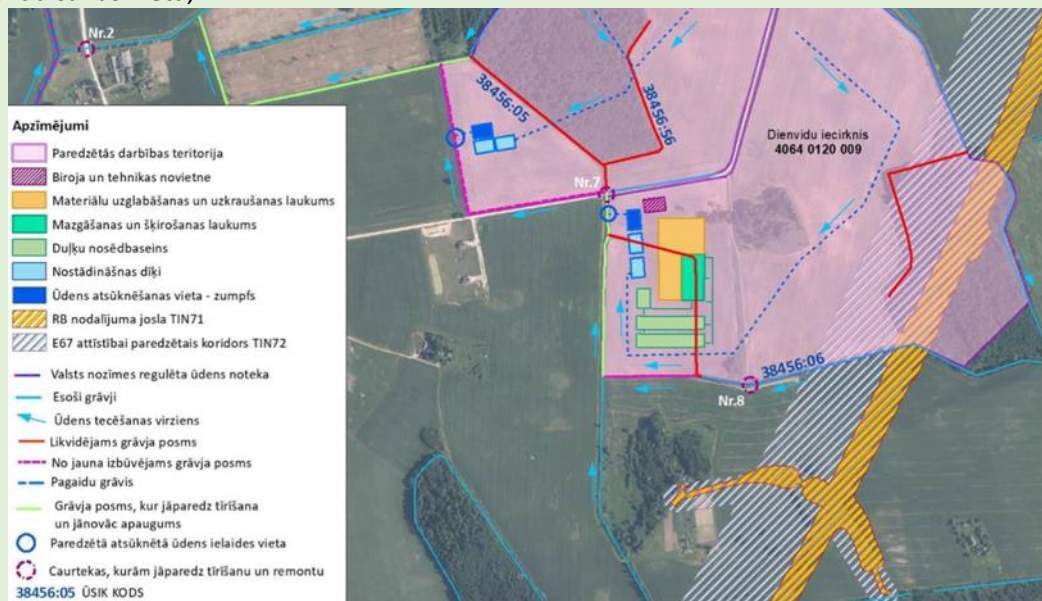 Nr.2
38456:05
38456:56
Dienvidu iecirknis
4064 0120 009
Nr.7
38456:06
Nr.8
Apzīmējumi
Paredzētās darbības teritorija
Biroja un tehnikas novietne
Materiālu uzglabāšanas un uzkraušanas laukums
Mazgāšanas un šķirošanas laukums
Duļķu nosēdbaseins
Nostādināšnas dīķi
Ūdens atsūknēšanas vieta - zumpfs
RB nodalījuma josla TIN71
E67 attīstībai paredzētais koridors TIN72
Valsts nozīmes regulēta ūdens noteka
Esoši grāvji
Ūdens tecēšanas virziens
Likvidējams grāvja posms
No jauna izbūvējams grāvja posms
Pagaidu grāvis
Grāvja posms, kur jāparedz tīrīšana
un jānovāc apaugums
Paredzētā atsūknētā ūdens ielaides vieta
Caurtekas, kurām jāparedz tīrīšanu un remontu
38456:05 ŪSIK KODS